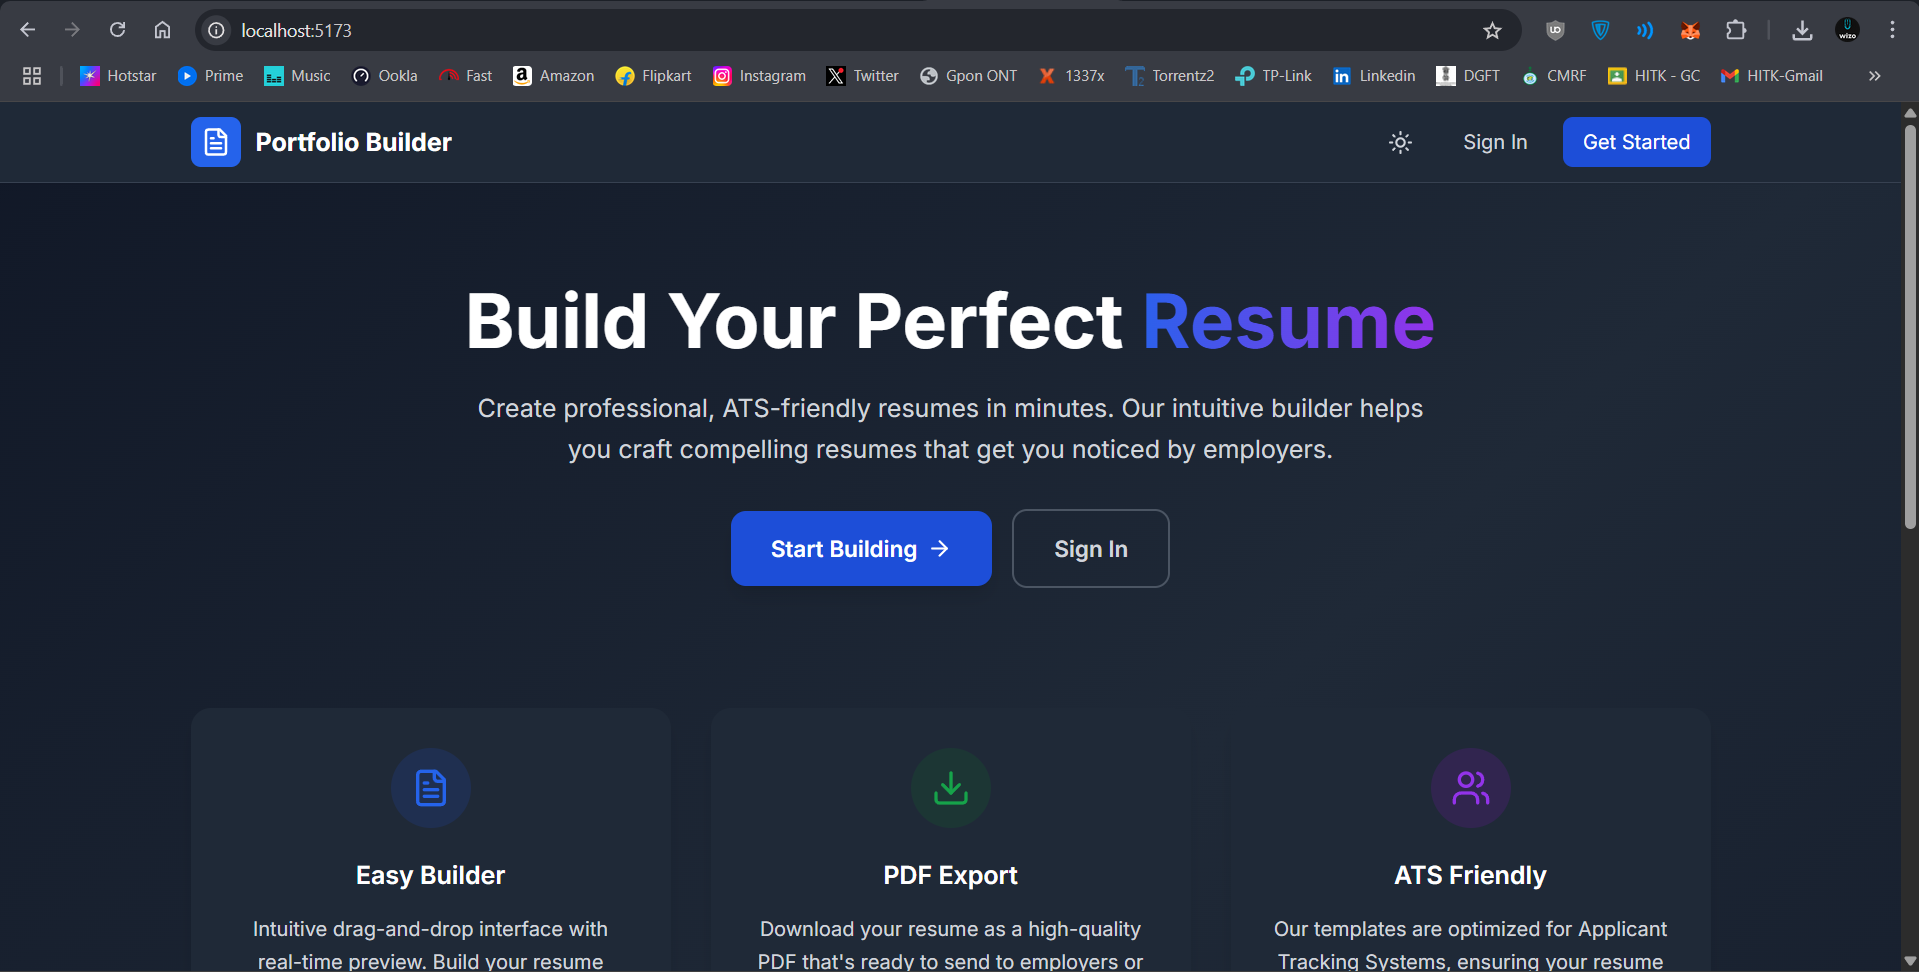 localhost:5173
Hotstar Prime Music Ookla Fast Amazon Flipkart Instagram Twitter Gpon ONT 1337x Torrentz2 TP-Link Linkedin DGFT CMRF HITK - GC HITK-Gmail »
Portfolio Builder Sign In Get Started
Build Your Perfect Resume
Create professional, ATS-friendly resumes in minutes. Our intuitive builder helps
you craft compelling resumes that get you noticed by employers.
Start Building → Sign In
Easy Builder
Intuitive drag-and-drop interface with
real-time preview. Build your resume
PDF Export
Download your resume as a high-quality
PDF that's ready to send to employers or
ATS Friendly
Our templates are optimized for Applicant
Tracking Systems, ensuring your resume